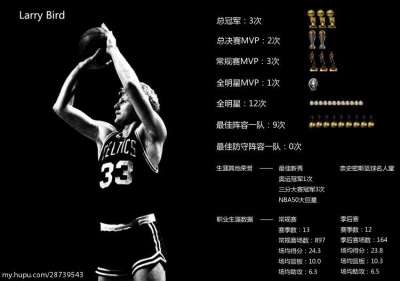 Larry Bird
CELTICS
33
总冠军：3次
总决赛MVP：2次
常规赛MVP：3次
全明星MVP：1次
全明星：12次
最佳阵容一队：9次
最佳防守阵容一队：0次
生涯其他荣誉 —— 最佳新秀 奈史密斯篮球名人堂
奥运冠军1次
三分大赛冠军3次
NBA50大巨星
职业生涯数据 —— 常规赛 季后赛
赛季数：13 赛季数：12
常规赛场数：897 季后赛场数：164
场均得分：24.3 场均得分：23.8
场均篮板：10.0 场均篮板：10.3
场均助攻：6.3 场均助攻：6.5
my.hupu.com/28739543